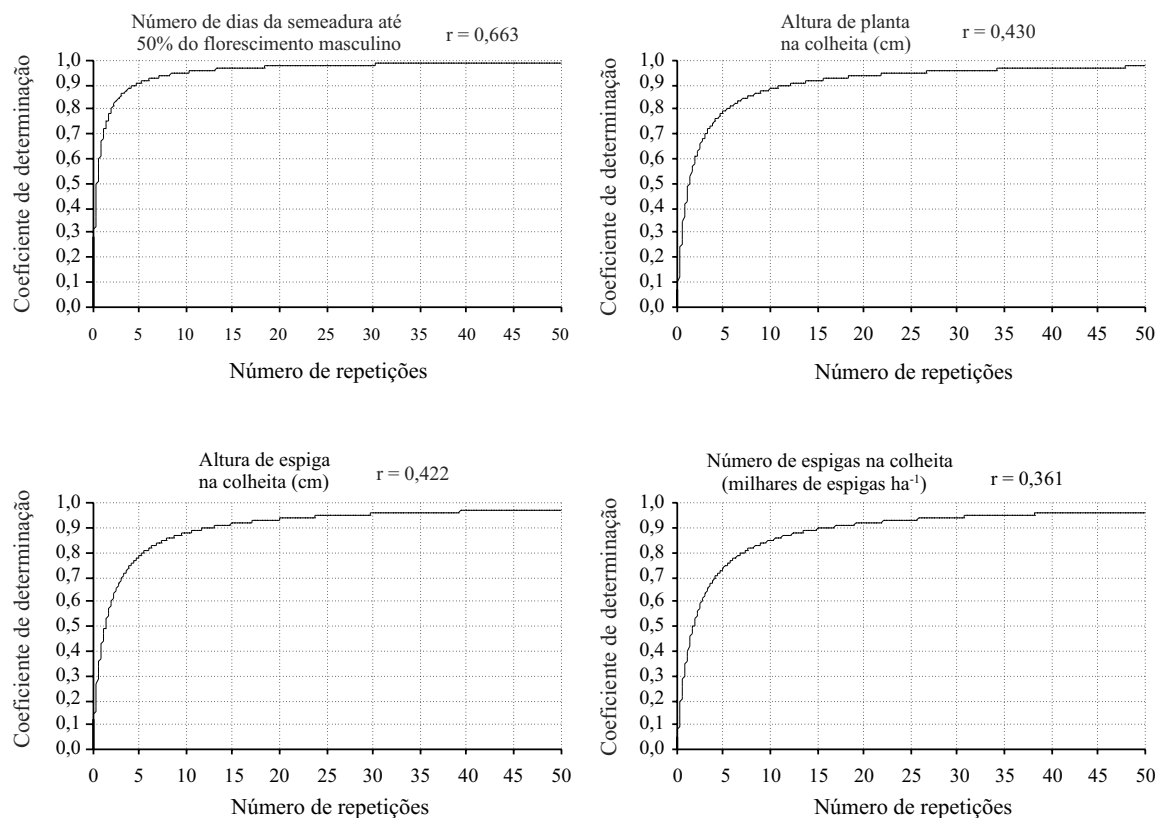 Número de dias da semeadura até
50% do florescimento masculino
r = 0,663
Coeficiente de determinação
1,0
0,9
0,8
0,7
0,6
0,5
0,4
0,3
0,2
0,1
0,0
0 5 10 15 20 25 30 35 40 45 50
Número de repetições
Altura de planta
na colheita (cm)
r = 0,430
Coeficiente de determinação
1,0
0,9
0,8
0,7
0,6
0,5
0,4
0,3
0,2
0,1
0,0
0 5 10 15 20 25 30 35 40 45 50
Número de repetições
Altura de espiga
na colheita (cm)
r = 0,422
Coeficiente de determinação
1,0
0,9
0,8
0,7
0,6
0,5
0,4
0,3
0,2
0,1
0,0
0 5 10 15 20 25 30 35 40 45 50
Número de repetições
Número de espigas na colheita
(milhares de espigas ha⁻¹)
r = 0,361
Coeficiente de determinação
1,0
0,9
0,8
0,7
0,6
0,5
0,4
0,3
0,2
0,1
0,0
0 5 10 15 20 25 30 35 40 45 50
Número de repetições